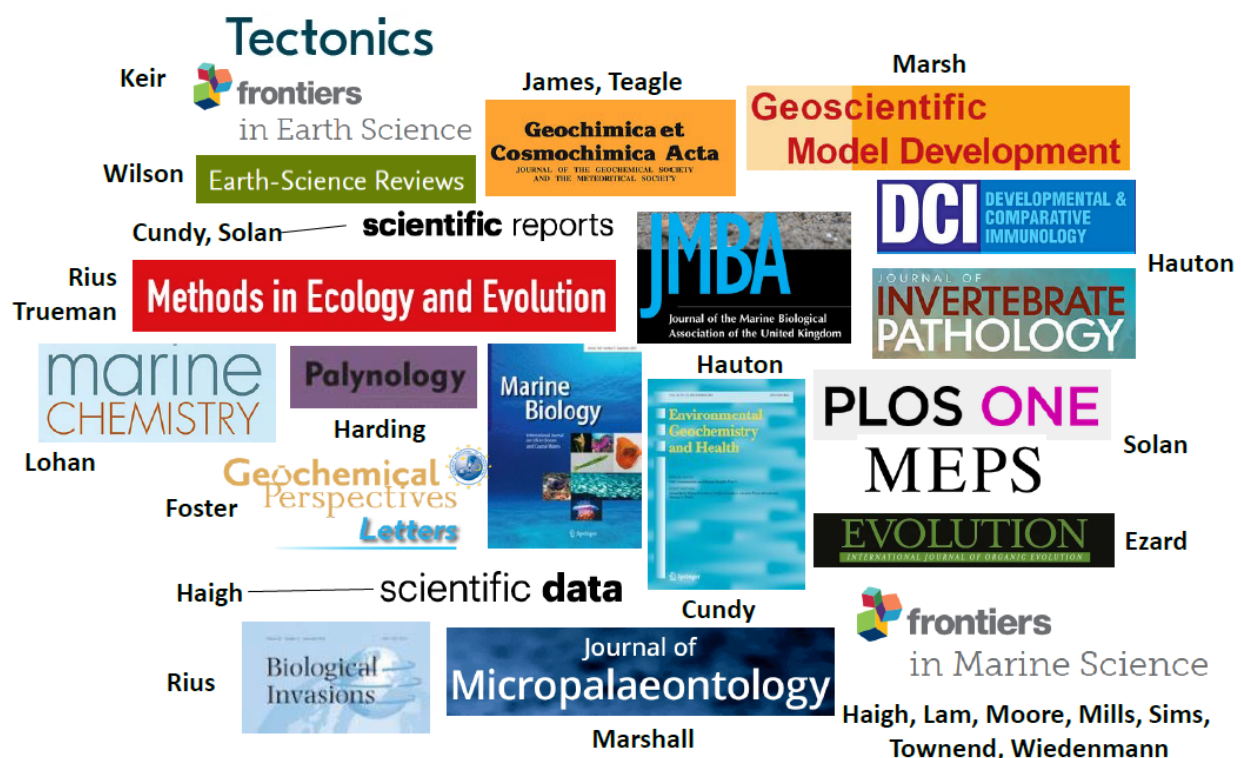 Tectonics
Keir
frontiers
in Earth Science
James, Teagle
Geochimica et
Cosmochimica Acta
JOURNAL OF THE GEOCHEMICAL SOCIETY
AND THE METEORITICAL SOCIETY
Marsh
Geoscientific
Model Development
Wilson
Earth-Science Reviews
DCI
DEVELOPMENTAL &
COMPARATIVE
IMMUNOLOGY
Cundy, Solan
scientific reports
JMBA
Journal of the Marine Biological
Association of the United Kingdom
Hauton
Hauton
JOURNAL OF
INVERTEBRATE
PATHOLOGY
Rius
Trueman
Methods in Ecology and Evolution
marine
CHEMISTRY
Lohan
Palynology
Harding
Marine
Biology
Springer
Environmental
Geochemistry
and Health
Springer
Cundy
PLOS ONE
MEPS
Solan
Foster
Geochemical
Perspectives
Letters
EVOLUTION
INTERNATIONAL JOURNAL OF ORGANIC EVOLUTION
Ezard
Haigh
scientific data
Rius
Biological
Invasions
Journal of
Micropalaeontology
Marshall
frontiers
in Marine Science
Haigh, Lam, Moore, Mills, Sims,
Townend, Wiedenmann